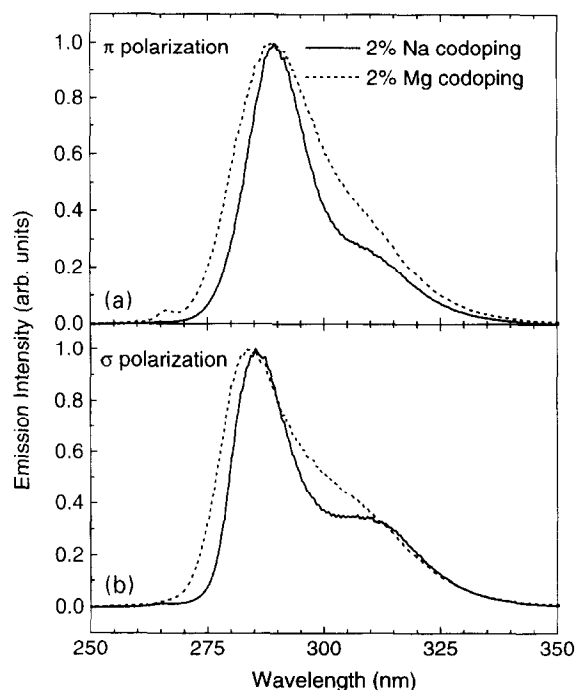 π polarization
2% Na codoping
2% Mg codoping
1.0
0.8
0.6
0.4
0.2
0.0
(a)
Emission Intensity (arb. units)
σ polarization
1.0
0.8
0.6
0.4
0.2
0.0
(b)
250 275 300 325 350
Wavelength (nm)